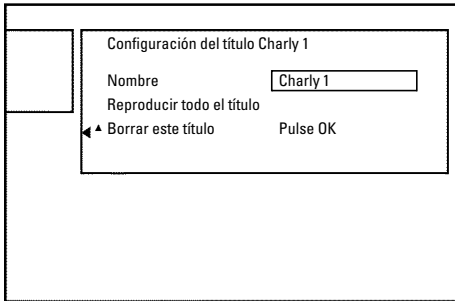 Configuración del título Charly 1
Nombre Charly 1
Reproducir todo el título
Borrar este título Pulse OK